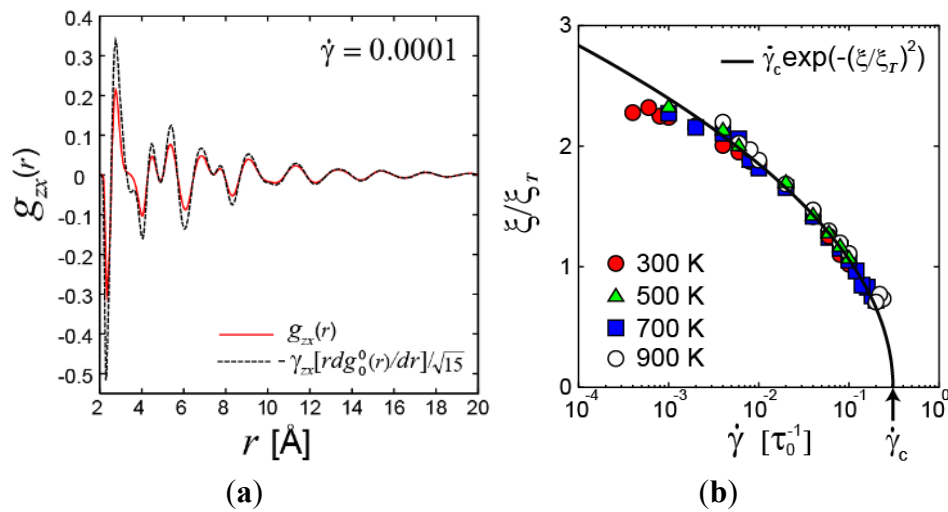 0.4
0.3
0.2
0.1
0
-0.1
-0.2
-0.3
-0.4
-0.5
g_zx(r)
γ̇ = 0.0001
g_zx(r)
-γ_zx[rdg_0^0(r)/dr]/√15
2 4 6 8 10 12 14 16 18 20
r [Å]
(a)
3
2
1
0
ξ/ξ_T
γ̇_c exp(-(ξ/ξ_T)^2)
300 K
500 K
700 K
900 K
10^-4 10^-3 10^-2 10^-1 10^0
γ̇ [τ_0^-1]
γ̇_c
(b)